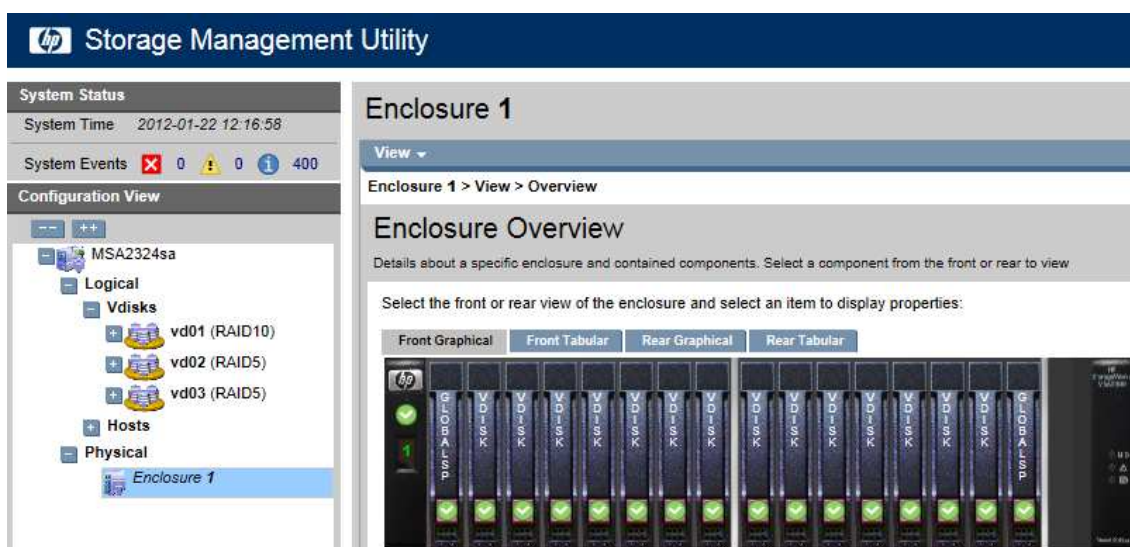 hp Storage Management Utility
System Status
System Time 2012-01-22 12:16:58
System Events 0 0 400
Configuration View
-- ++
MSA2324sa
Logical
Vdisks
vd01 (RAID10)
vd02 (RAID5)
vd03 (RAID5)
Hosts
Physical
Enclosure 1
Enclosure 1
View
Enclosure 1 > View > Overview
Enclosure Overview
Details about a specific enclosure and contained components. Select a component from the front or rear to view
Select the front or rear view of the enclosure and select an item to display properties:
Front Graphical Front Tabular Rear Graphical Rear Tabular
hp
1
GLOBALSP VDISK VDISK VDISK VDISK VDISK VDISK VDISK VDISK VDISK VDISK VDISK VDISK GLOBALSP